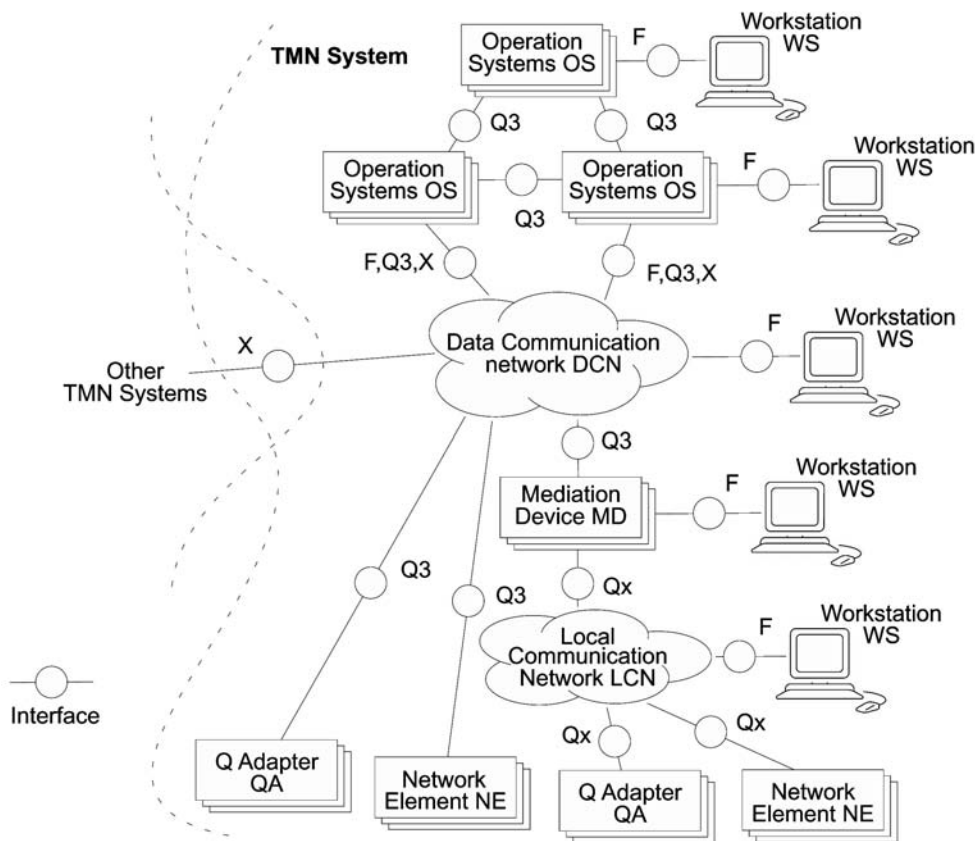 TMN System
Operation
Systems OS
F
Workstation
WS
Q3
Q3
Operation
Systems OS
Q3
Operation
Systems OS
F
Workstation
WS
F,Q3,X
F,Q3,X
X
Other
TMN Systems
Data Communication
network DCN
F
Workstation
WS
Q3
Mediation
Device MD
F
Workstation
WS
Q3
Q3
Qx
Local
Communication
Network LCN
F
Workstation
WS
Interface
Qx
Qx
Q Adapter
QA
Network
Element NE
Q Adapter
QA
Network
Element NE